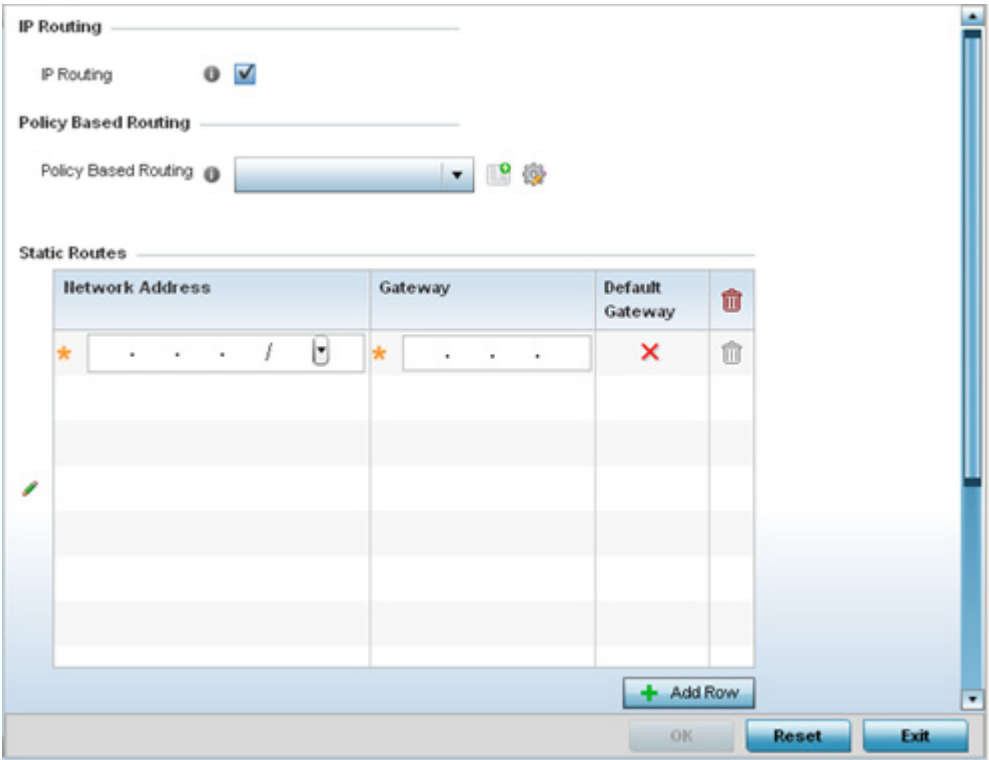 IP Routing
IP Routing
Policy Based Routing
Policy Based Routing
Static Routes
Network Address Gateway Default Gateway
* . . . / * . . .
Add Row
OK Reset Exit